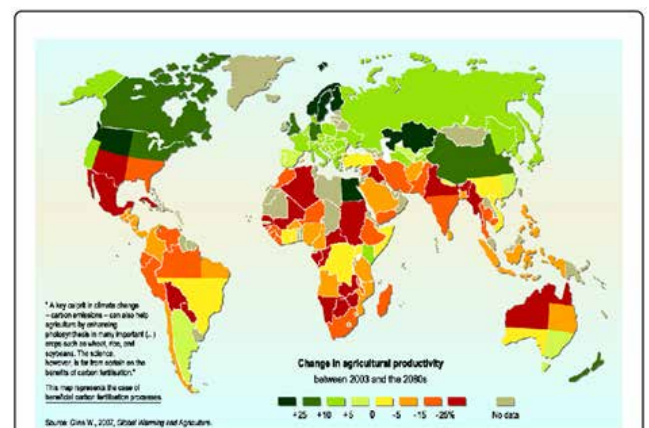 " A key culprit in climate change
– carbon emissions – can also help
agriculture by enhancing
photosynthesis in many important (...)
crops such as wheat, rice, and
soybeans. The science,
however, is far from certain on the
benefits of carbon fertilisation."
This map represents the case of
beneficial carbon fertilisation processes.
Change in agricultural productivity
between 2003 and the 2080s
+25 +10 +5 0 -5 -15 -25% No data
Source: Cline W., 2007, Global Warming and Agriculture.